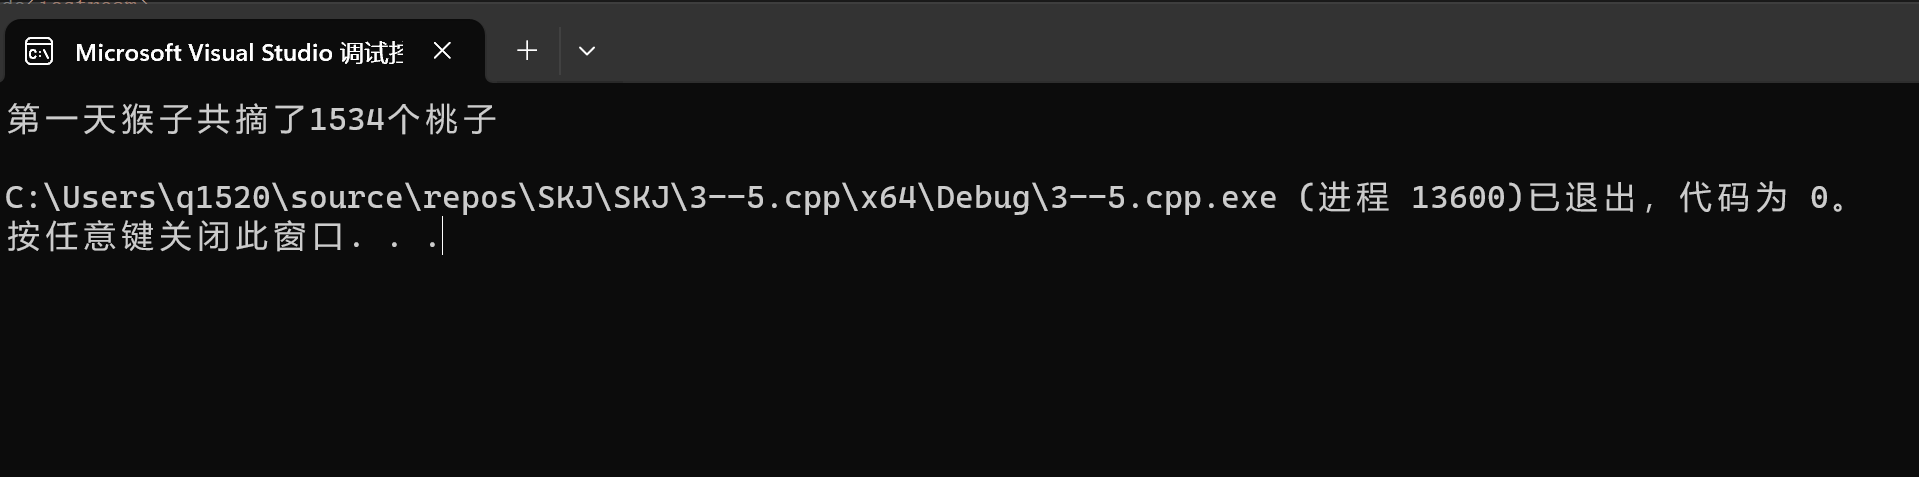 Microsoft Visual Studio 调试
第一天猴子共摘了1534个桃子
C:\Users\q1520\source\repos\SKJ\SKJ\3--5.cpp\x64\Debug\3--5.cpp.exe (进程 13600)已退出，代码为 0。
按任意键关闭此窗口. . .